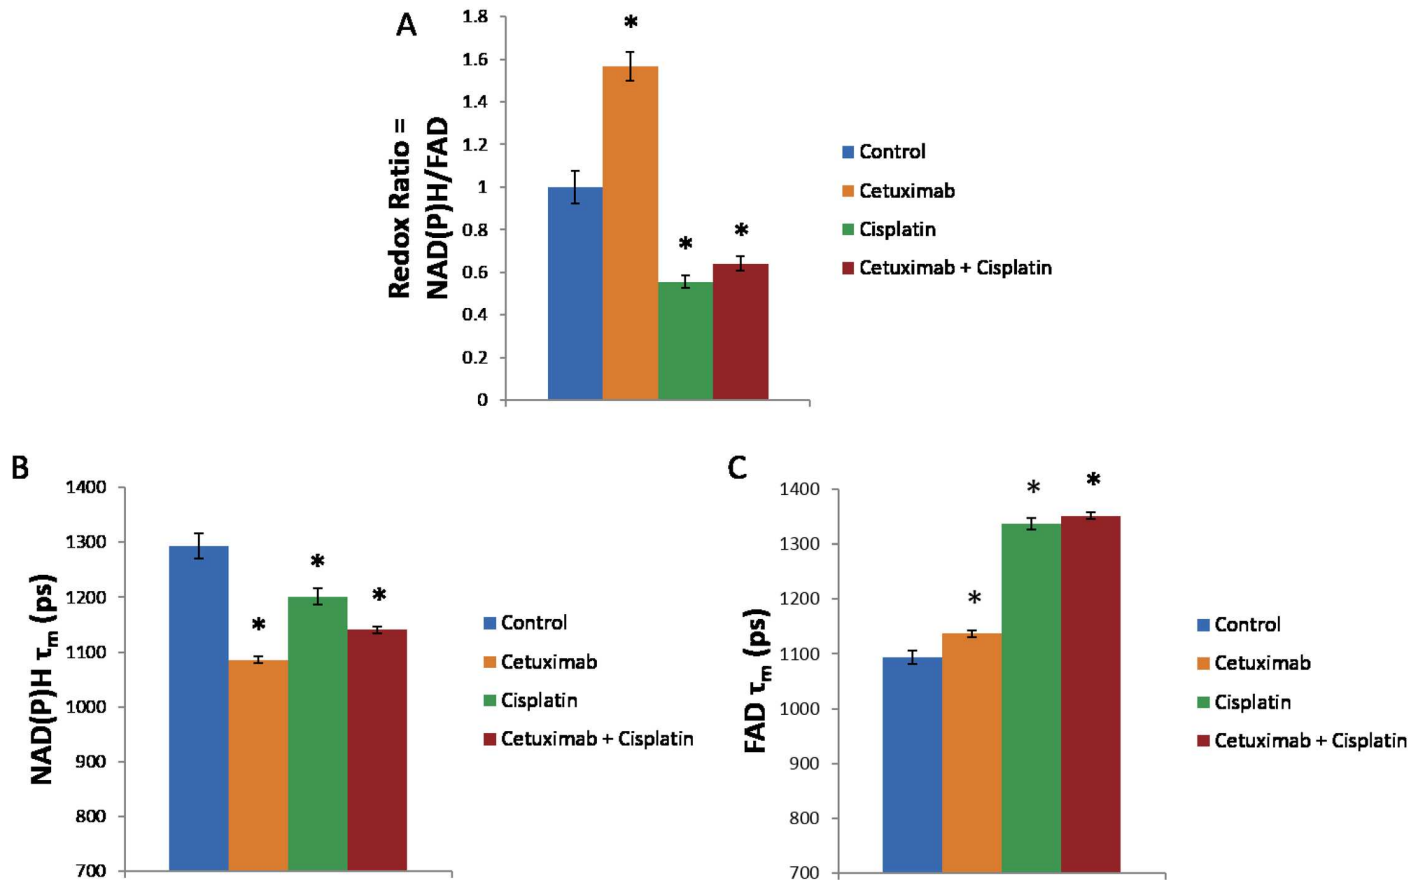 A
Redox Ratio =
NAD(P)H/FAD
1.8
1.6
1.4
1.2
1
0.8
0.6
0.4
0.2
0
*
*
*
Control
Cetuximab
Cisplatin
Cetuximab + Cisplatin
B
NAD(P)H τm (ps)
1400
1300
1200
1100
1000
900
800
700
*
*
*
Control
Cetuximab
Cisplatin
Cetuximab + Cisplatin
C
FAD τm (ps)
1400
1300
1200
1100
1000
900
800
700
*
*
*
Control
Cetuximab
Cisplatin
Cetuximab + Cisplatin